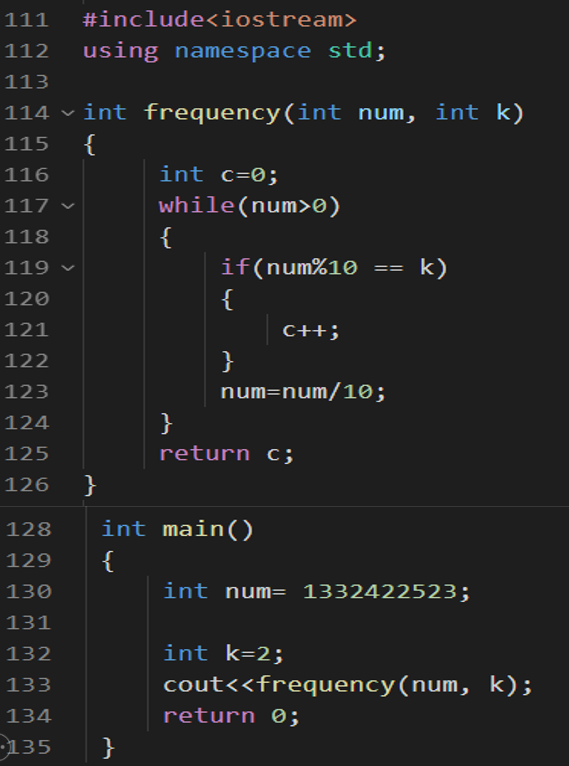 111 #include<iostream>
112 using namespace std;
113
114 int frequency(int num, int k)
115 {
116 int c=0;
117 while(num>0)
118 {
119 if(num%10 == k)
120 {
121 c++;
122 }
123 num=num/10;
124 }
125 return c;
126 }
128 int main()
129 {
130 int num= 1332422523;
131
132 int k=2;
133 cout<<frequency(num, k);
134 return 0;
135 }